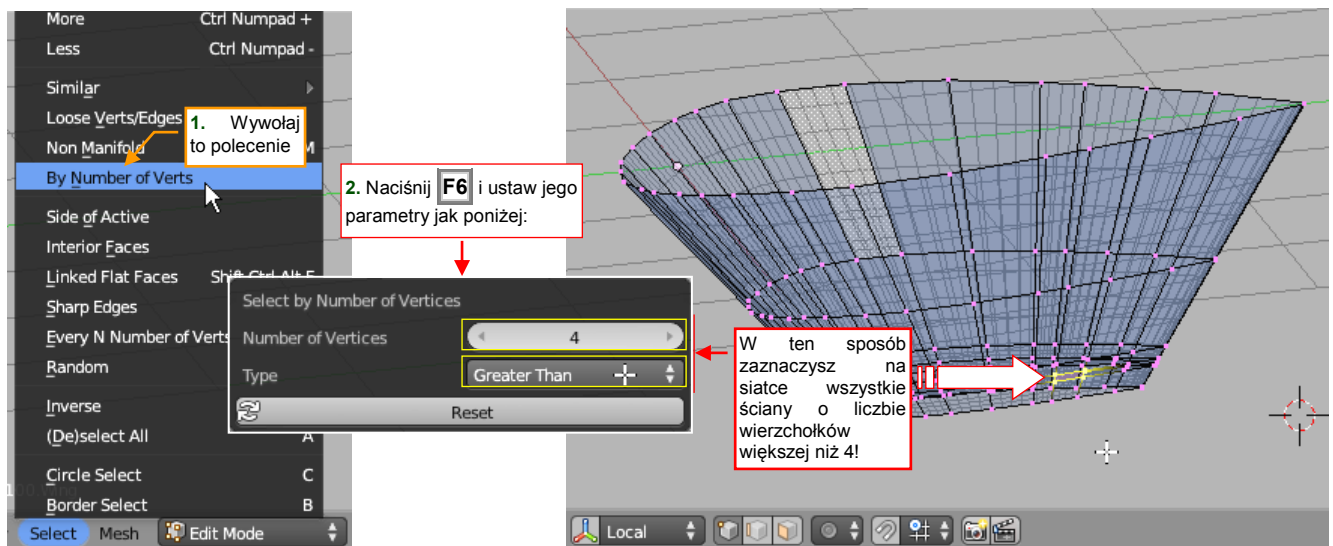 More Ctrl Numpad +
Less Ctrl Numpad -
Similar
Loose Verts/Edges
Non Manifold M
By Number of Verts
Side of Active
Interior Faces
Linked Flat Faces Shift Ctrl Alt F
Sharp Edges
Every N Number of Verts
Random
Inverse
(De)select All A
Circle Select C
Border Select B
Select Mesh Edit Mode
1. Wywołaj
to polecenie
2. Naciśnij F6 i ustaw jego
parametry jak poniżej:
Select by Number of Vertices
Number of Vertices 4
Type Greater Than
Reset
W ten sposób
zaznaczysz na
siatce wszystkie
ściany o liczbie
wierzchołków
większej niż 4!
Local